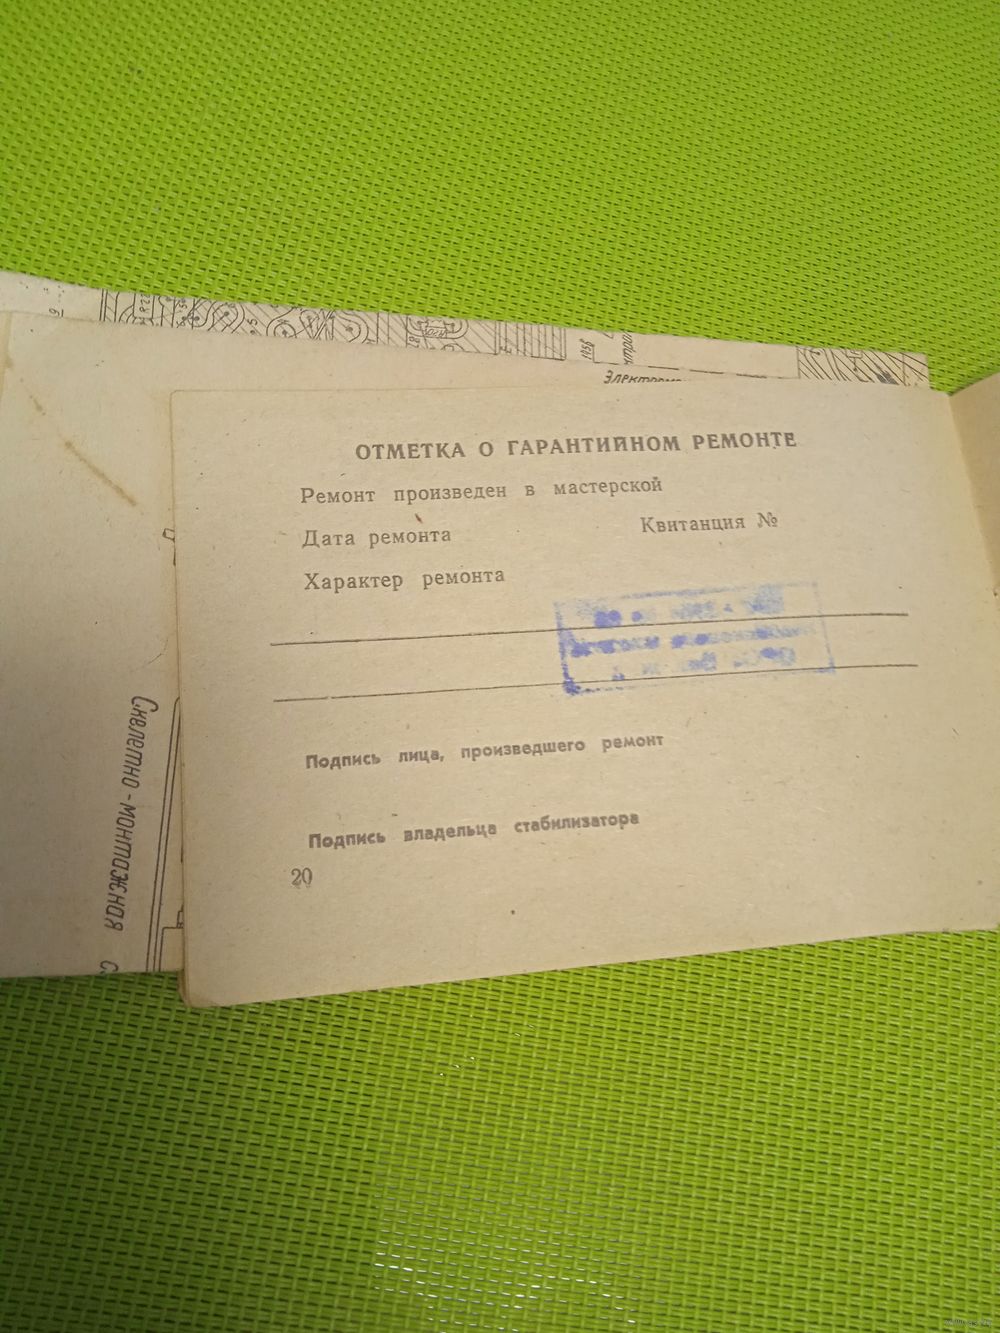 Электромо
ОТМЕТКА О ГАРАНТИЙНОМ РЕМОНТЕ
Ремонт произведен в мастерской
Дата ремонта Квитанция №
Характер ремонта
Подпись лица, произведшего ремонт
Подпись владельца стабилизатора
20
Скелетно-монтажная